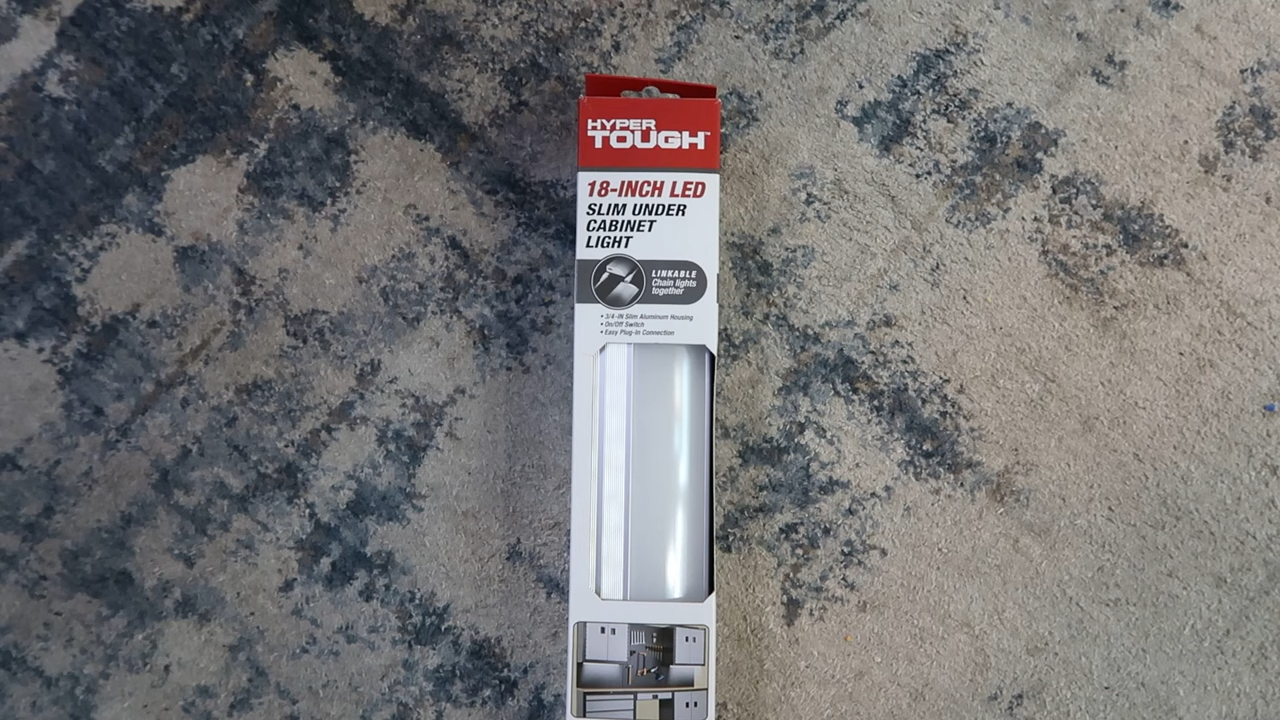 HYPER
TOUGH™
18-INCH LED
SLIM UNDER
CABINET
LIGHT
LINKABLE
Chain lights
together
• 3/4-IN Slim Aluminum Housing
• On/Off Switch
• Easy Plug-In Connection